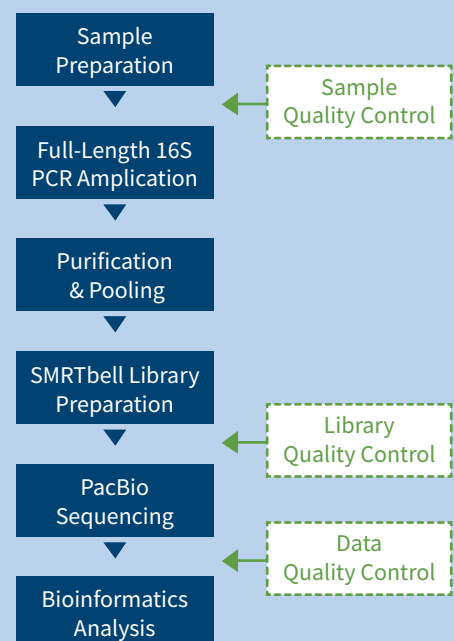 Sample
Preparation
Sample
Quality Control
Full-Length 16S
PCR Amplication
Purification
& Pooling
SMRTbell Library
Preparation
Library
Quality Control
PacBio
Sequencing
Data
Quality Control
Bioinformatics
Analysis